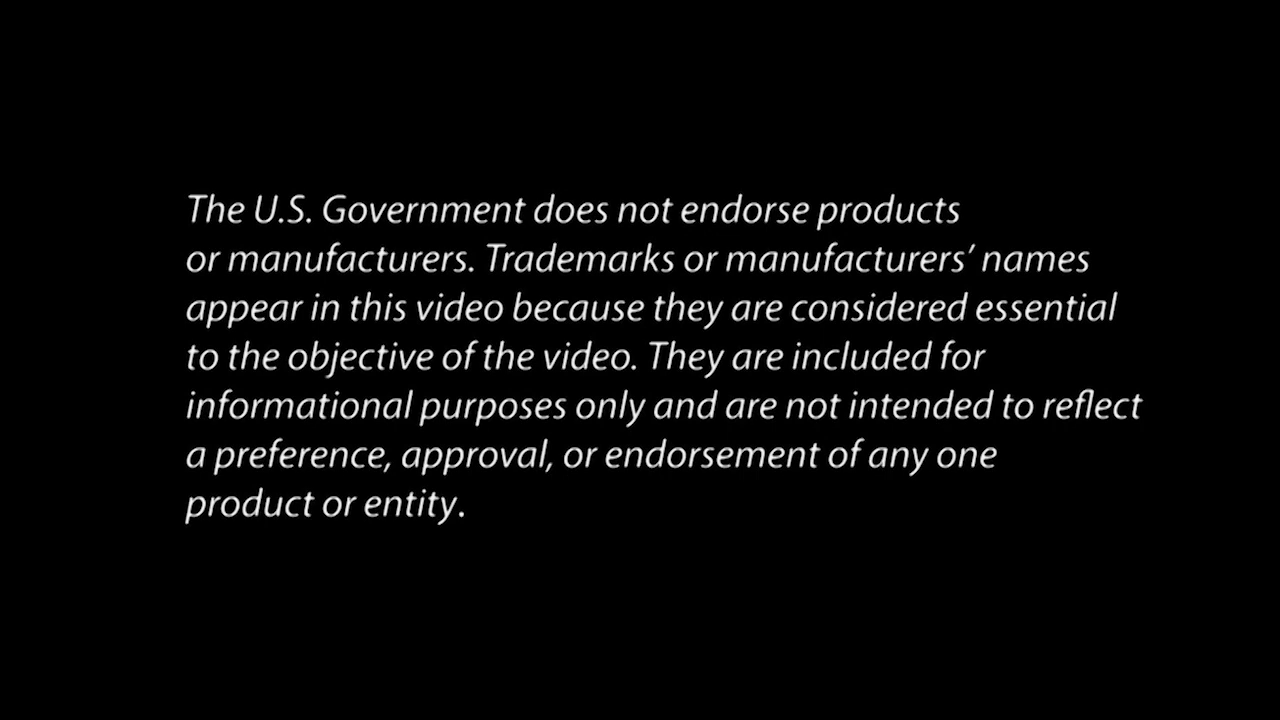 The U.S. Government does not endorse products
or manufacturers. Trademarks or manufacturers’ names
appear in this video because they are considered essential
to the objective of the video. They are included for
informational purposes only and are not intended to reflect
a preference, approval, or endorsement of any one
product or entity.